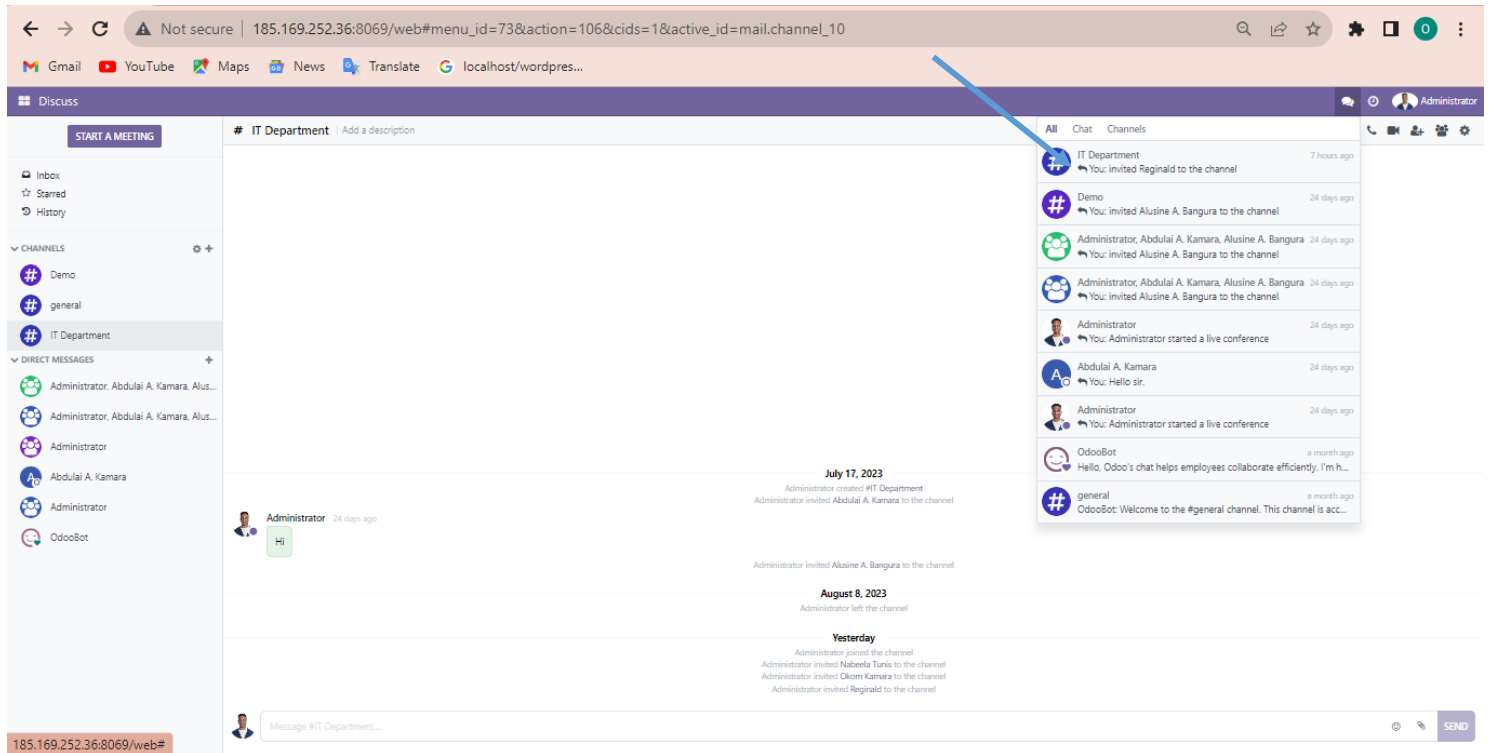 Not secure | 185.169.252.36:8069/web#menu_id=73&action=106&cids=1&active_id=mail.channel_10
O
Gmail YouTube Maps News Translate localhost/wordpres...
Discuss
Administrator
START A MEETING
Inbox
Starred
History
CHANNELS
Demo
general
IT Department
DIRECT MESSAGES
Administrator, Abdulai A. Kamara, Alus...
Administrator, Abdulai A. Kamara, Alus...
Administrator
A Abdulai A. Kamara
Administrator
OdooBot
# IT Department Add a description
July 17, 2023
Administrator created #IT Department
Administrator invited Abdulai A. Kamara to the channel
Administrator - 24 days ago
Hi
Administrator invited Alusine A. Bangura to the channel
August 8, 2023
Administrator left the channel
Yesterday
Administrator joined the channel
Administrator invited Nabeela Tunis to the channel
Administrator invited Okom Kamara to the channel
Administrator invited Reginald to the channel
Message #IT Department...
SEND
All Chat Channels
IT Department 7 hours ago
You: invited Reginald to the channel
Demo 24 days ago
You: invited Alusine A. Bangura to the channel
Administrator, Abdulai A. Kamara, Alusine A. Bangura 24 days ago
You: invited Alusine A. Bangura to the channel
Administrator, Abdulai A. Kamara, Alusine A. Bangura 24 days ago
You: invited Alusine A. Bangura to the channel
Administrator 24 days ago
You: Administrator started a live conference
A Abdulai A. Kamara 24 days ago
You: Hello sir.
Administrator 24 days ago
You: Administrator started a live conference
OdooBot a month ago
Hello, Odoo's chat helps employees collaborate efficiently. I'm h...
general a month ago
OdooBot: Welcome to the #general channel. This channel is acc...
185.169.252.36:8069/web#